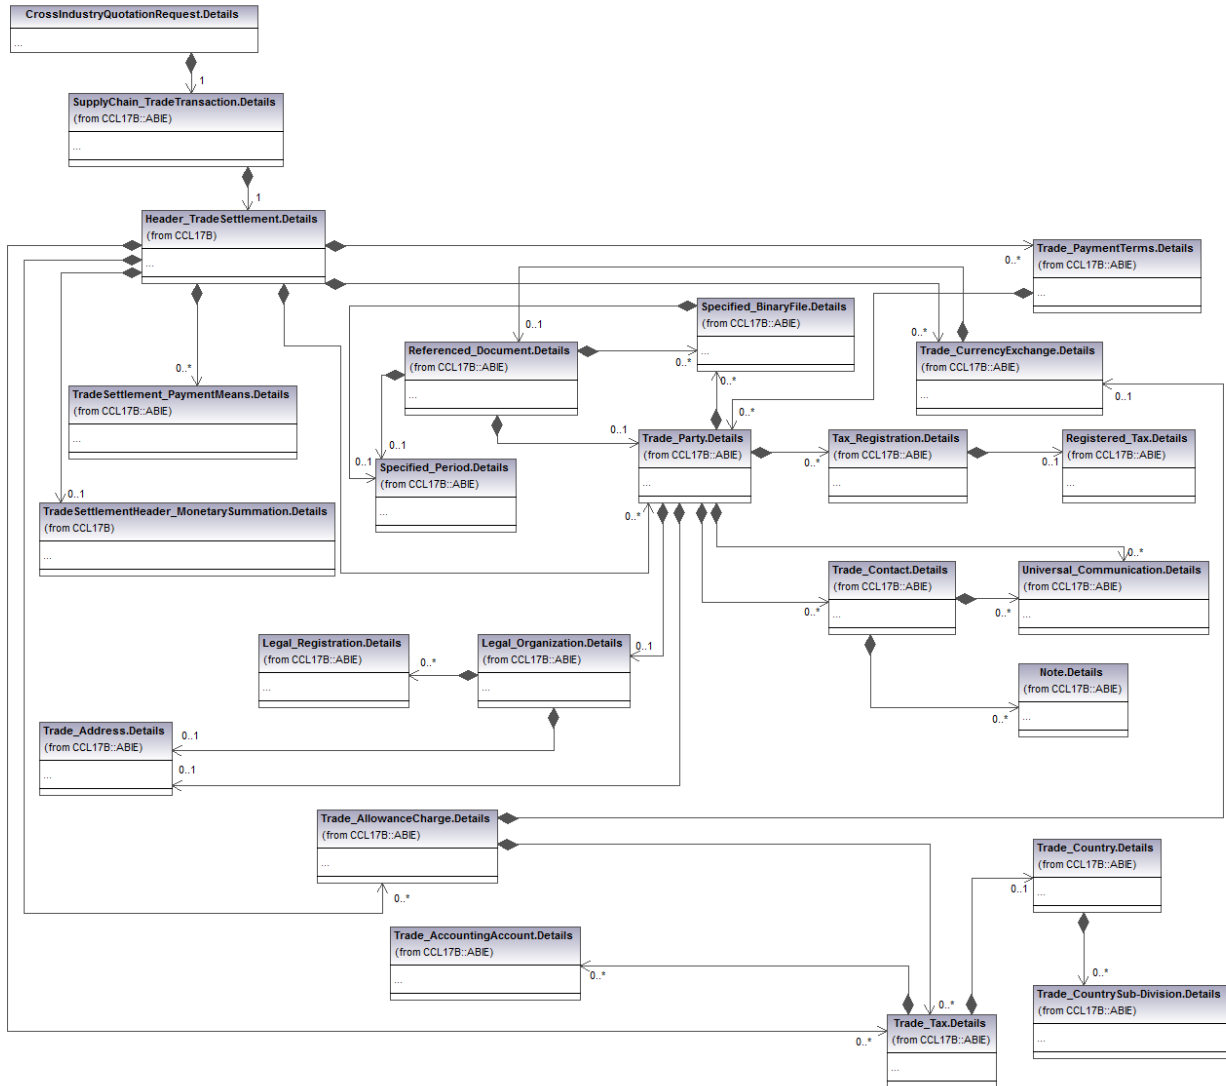 CrossIndustryQuotationRequest.Details
...
1
SupplyChain_TradeTransaction.Details
(from CCL17B::ABIE)
...
1
Header_TradeSettlement.Details
(from CCL17B)
...
Trade_PaymentTerms.Details
(from CCL17B::ABIE)
...
0..*
Specified_BinaryFile.Details
(from CCL17B::ABIE)
...
0..*
0..*
Referenced_Document.Details
(from CCL17B::ABIE)
...
0..1
Trade_CurrencyExchange.Details
(from CCL17B::ABIE)
...
0..*
0..1
TradeSettlement_PaymentMeans.Details
(from CCL17B::ABIE)
...
0..*
Trade_Party.Details
(from CCL17B::ABIE)
...
0..1
0..*
0..*
Tax_Registration.Details
(from CCL17B::ABIE)
...
0..*
Registered_Tax.Details
(from CCL17B::ABIE)
...
0..1
Specified_Period.Details
(from CCL17B::ABIE)
...
0..1
0..1
TradeSettlementHeader_MonetarySummation.Details
(from CCL17B)
...
0..1
Trade_Contact.Details
(from CCL17B::ABIE)
...
0..*
Universal_Communication.Details
(from CCL17B::ABIE)
...
0..*
0..*
Legal_Registration.Details
(from CCL17B::ABIE)
...
0..*
Legal_Organization.Details
(from CCL17B::ABIE)
...
0..1
Note.Details
(from CCL17B::ABIE)
...
0..*
Trade_Address.Details
(from CCL17B::ABIE)
...
0..1
0..1
Trade_AllowanceCharge.Details
(from CCL17B::ABIE)
...
0..*
Trade_Country.Details
(from CCL17B::ABIE)
...
0..1
Trade_AccountingAccount.Details
(from CCL17B::ABIE)
...
0..*
Trade_CountrySub-Division.Details
(from CCL17B::ABIE)
...
0..*
Trade_Tax.Details
(from CCL17B::ABIE)
...
0..*
0..*